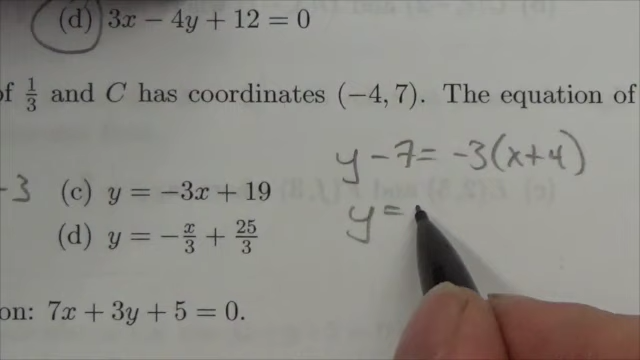 (d) 3x − 4y + 12 = 0
of 1/3 and C has coordinates (−4, 7). The equation of
y − 7 = -3(x+4)
-3 (c) y = −3x + 19
y =
(d) y = −x/3 + 25/3
on: 7x + 3y + 5 = 0.